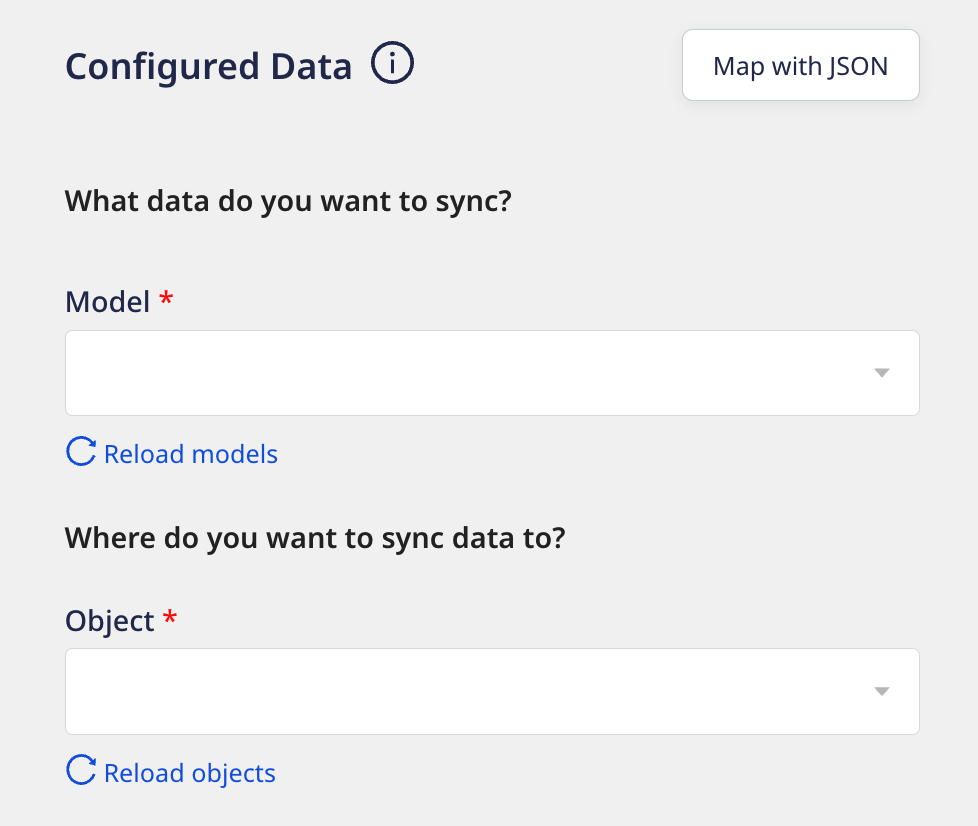 Configured Data
Map with JSON
What data do you want to sync?
Model *
Reload models
Where do you want to sync data to?
Object *
Reload objects